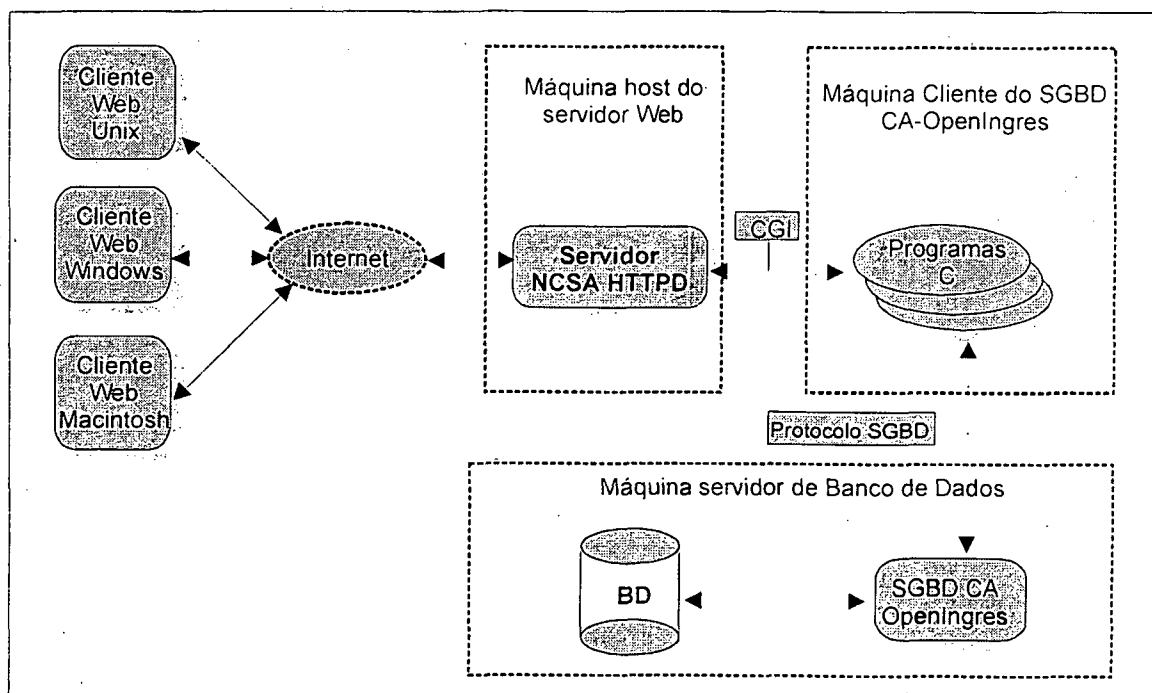 Cliente
Web
Unix
Cliente
Web
Windows
Cliente
Web
Macintosh
Internet
Máquina host do
servidor Web
Servidor
NCSA HTTPD
CGI
Máquina Cliente do SGBD
CA-OpenIngres
Programas
C
Protocolo SGBD
Máquina servidor de Banco de Dados
BD
SGBD CA
OpenIngres